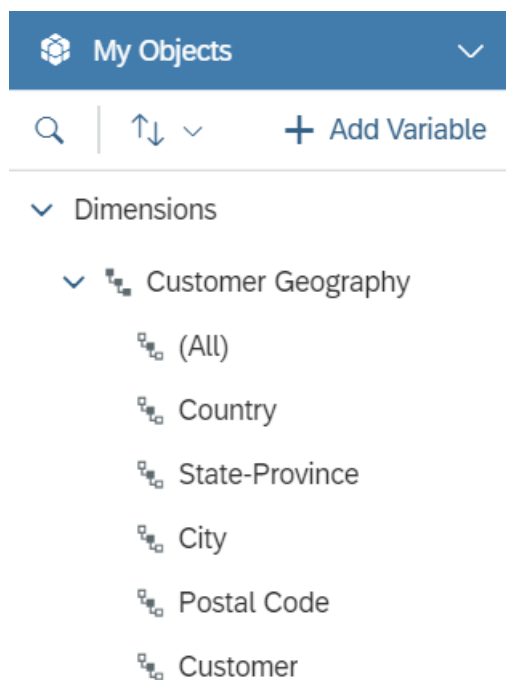 My Objects
Add Variable
Dimensions
Customer Geography
(All)
Country
State-Province
City
Postal Code
Customer